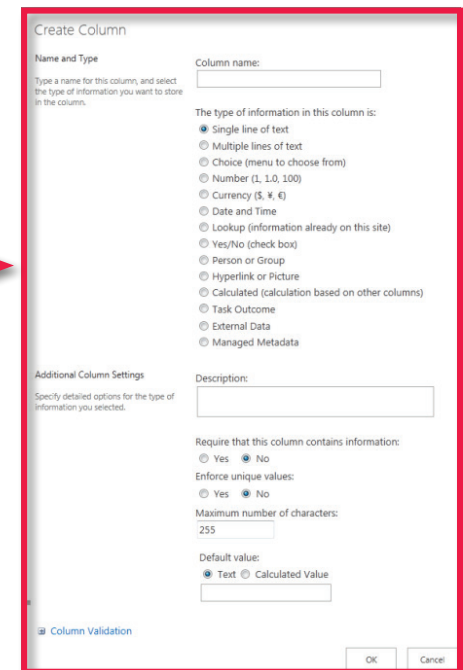 Create Column
Name and Type
Type a name for this column, and select
the type of information you want to store
in the column.
Column name:
The type of information in this column is:
Single line of text
Multiple lines of text
Choice (menu to choose from)
Number (1, 1.0, 100)
Currency ($, ¥, €)
Date and Time
Lookup (information already on this site)
Yes/No (check box)
Person or Group
Hyperlink or Picture
Calculated (calculation based on other columns)
Task Outcome
External Data
Managed Metadata
Additional Column Settings
Specify detailed options for the type of
information you selected.
Description:
Require that this column contains information:
Yes No
Enforce unique values:
Yes No
Maximum number of characters:
255
Default value:
Text Calculated Value
Column Validation
OK Cancel